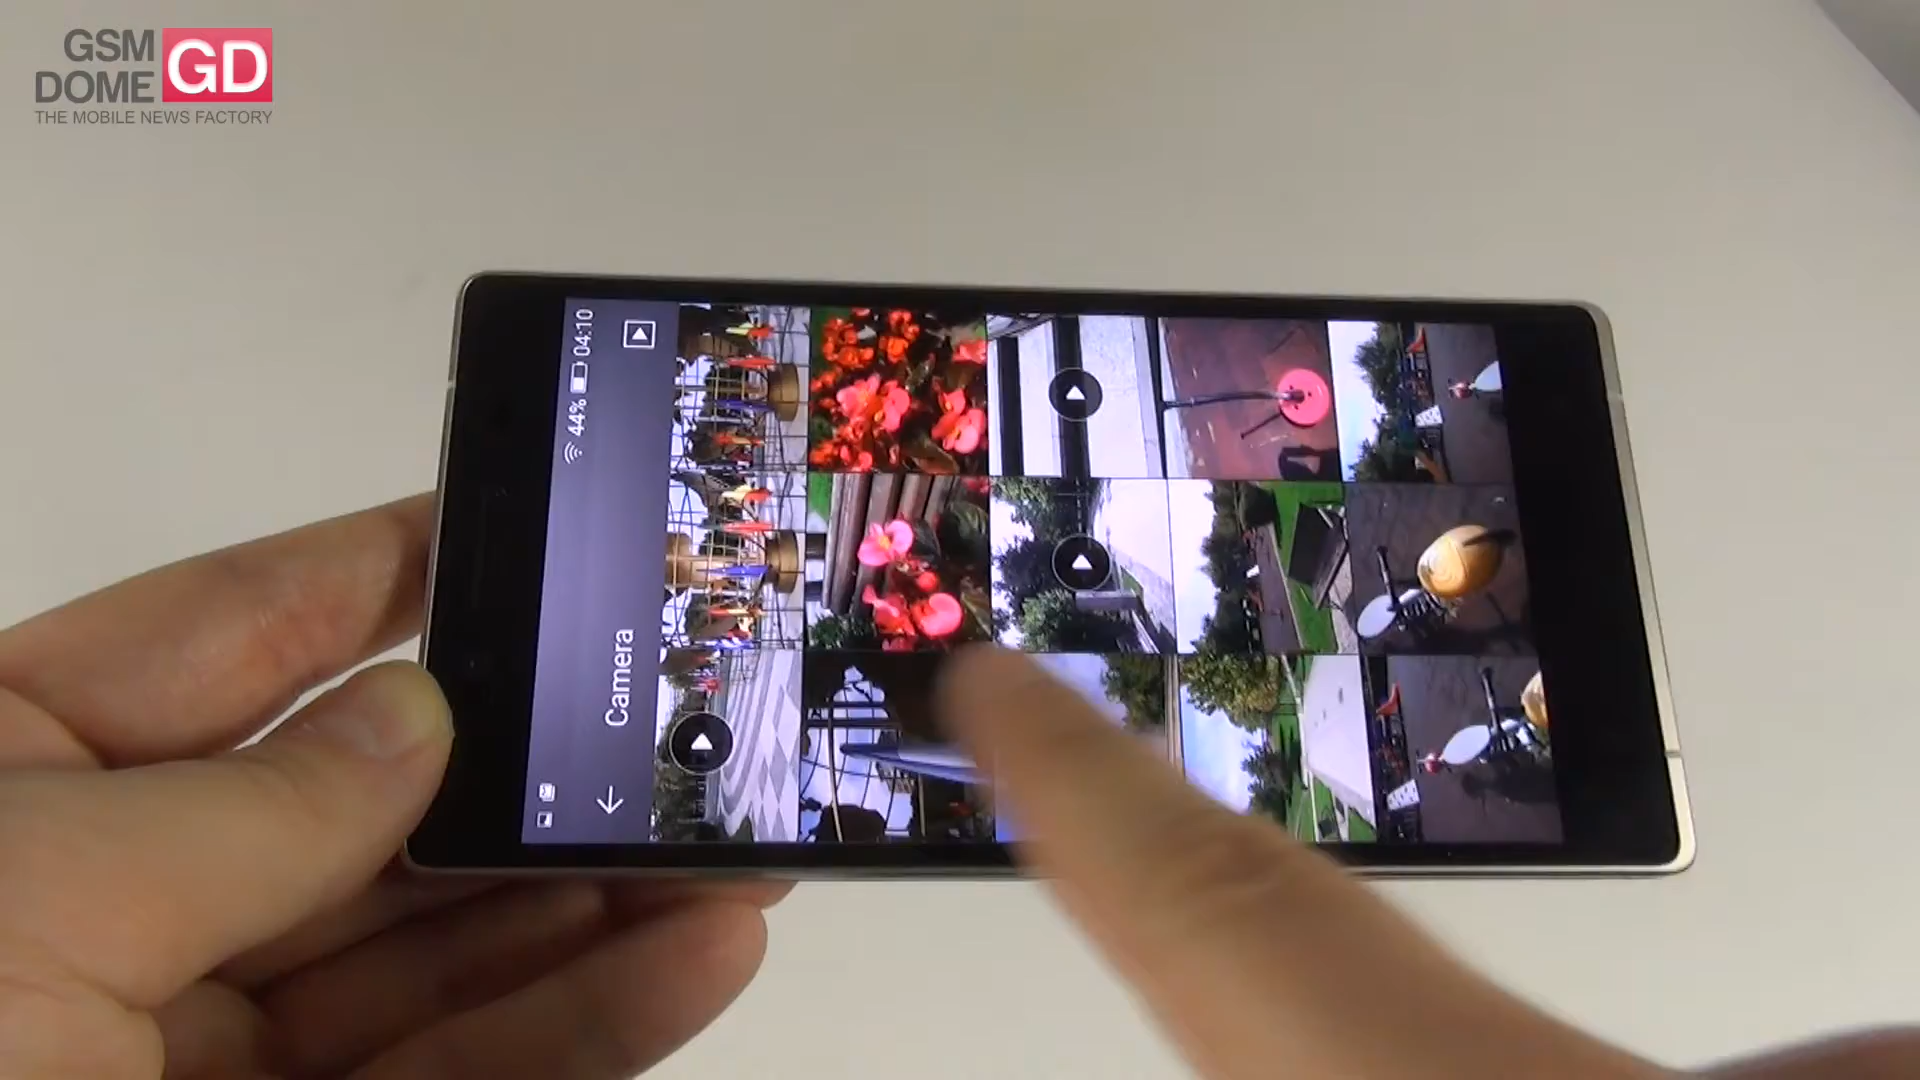 GSM
DOME
GD
THE MOBILE NEWS FACTORY
44% 04:10
Camera